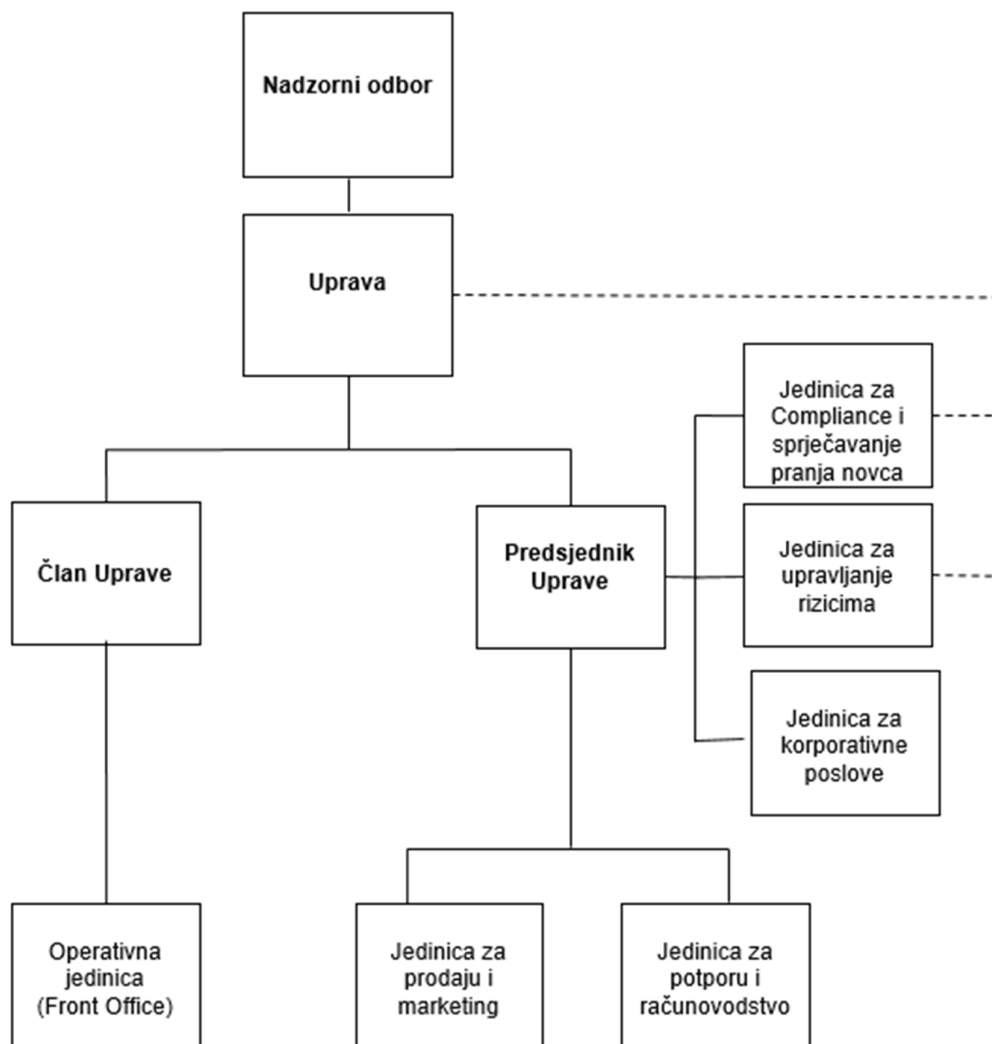 Nadzorni odbor
Uprava
Jedinica za
Compliance i
sprječavanje
pranja novca
Član Uprave
Predsjednik
Uprave
Jedinica za
upravljanje
rizicima
Jedinica za
korporativne
poslove
Operativna
jedinica
(Front Office)
Jedinica za
prodaju i
marketing
Jedinica za
potporu i
računovodstvo